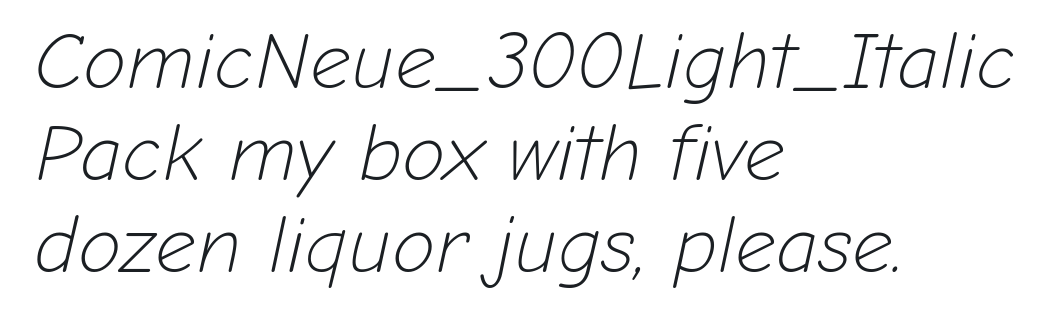 ComicNeue_300Light_Italic
Pack my box with five
dozen liquor jugs, please.